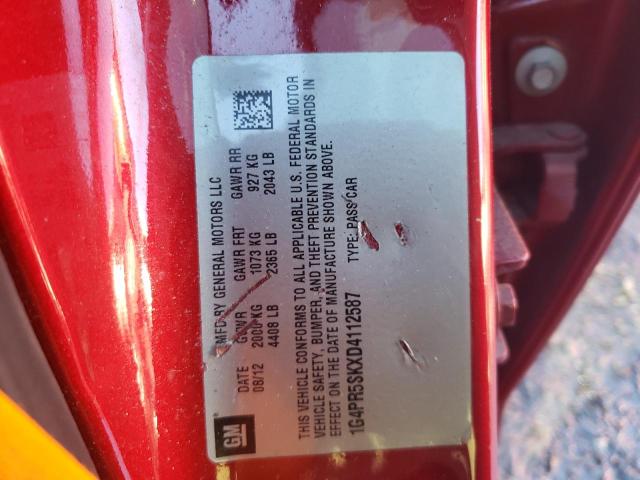 MFD BY GENERAL MOTORS LLC
DATE GVWR GAWR FRT GAWR RR
08/12 2000 KG 1073 KG 927 KG
4408 LB 2365 LB 2043 LB
THIS VEHICLE CONFORMS TO ALL APPLICABLE U.S. FEDERAL MOTOR
VEHICLE SAFETY, BUMPER, AND THEFT PREVENTION STANDARDS IN
EFFECT ON THE DATE OF MANUFACTURE SHOWN ABOVE.
1G4PR5SKXD4112587 TYPE: PASS CAR
GM